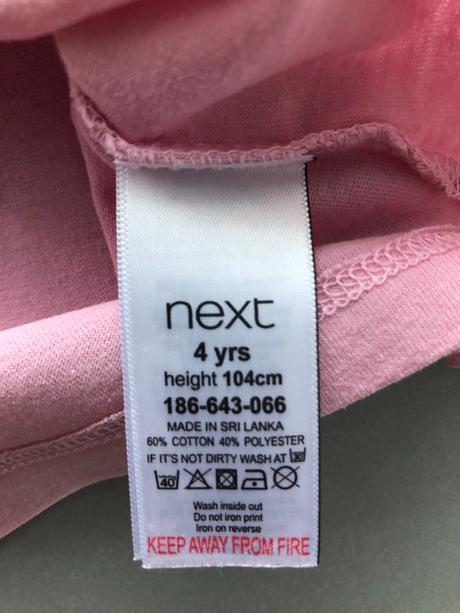 next
4 yrs
height 104cm
186-643-066
MADE IN SRI LANKA
60% COTTON 40% POLYESTER
IF IT'S NOT DIRTY WASH AT 30
40
Wash inside out
Do not iron print
Iron on reverse
KEEP AWAY FROM FIRE